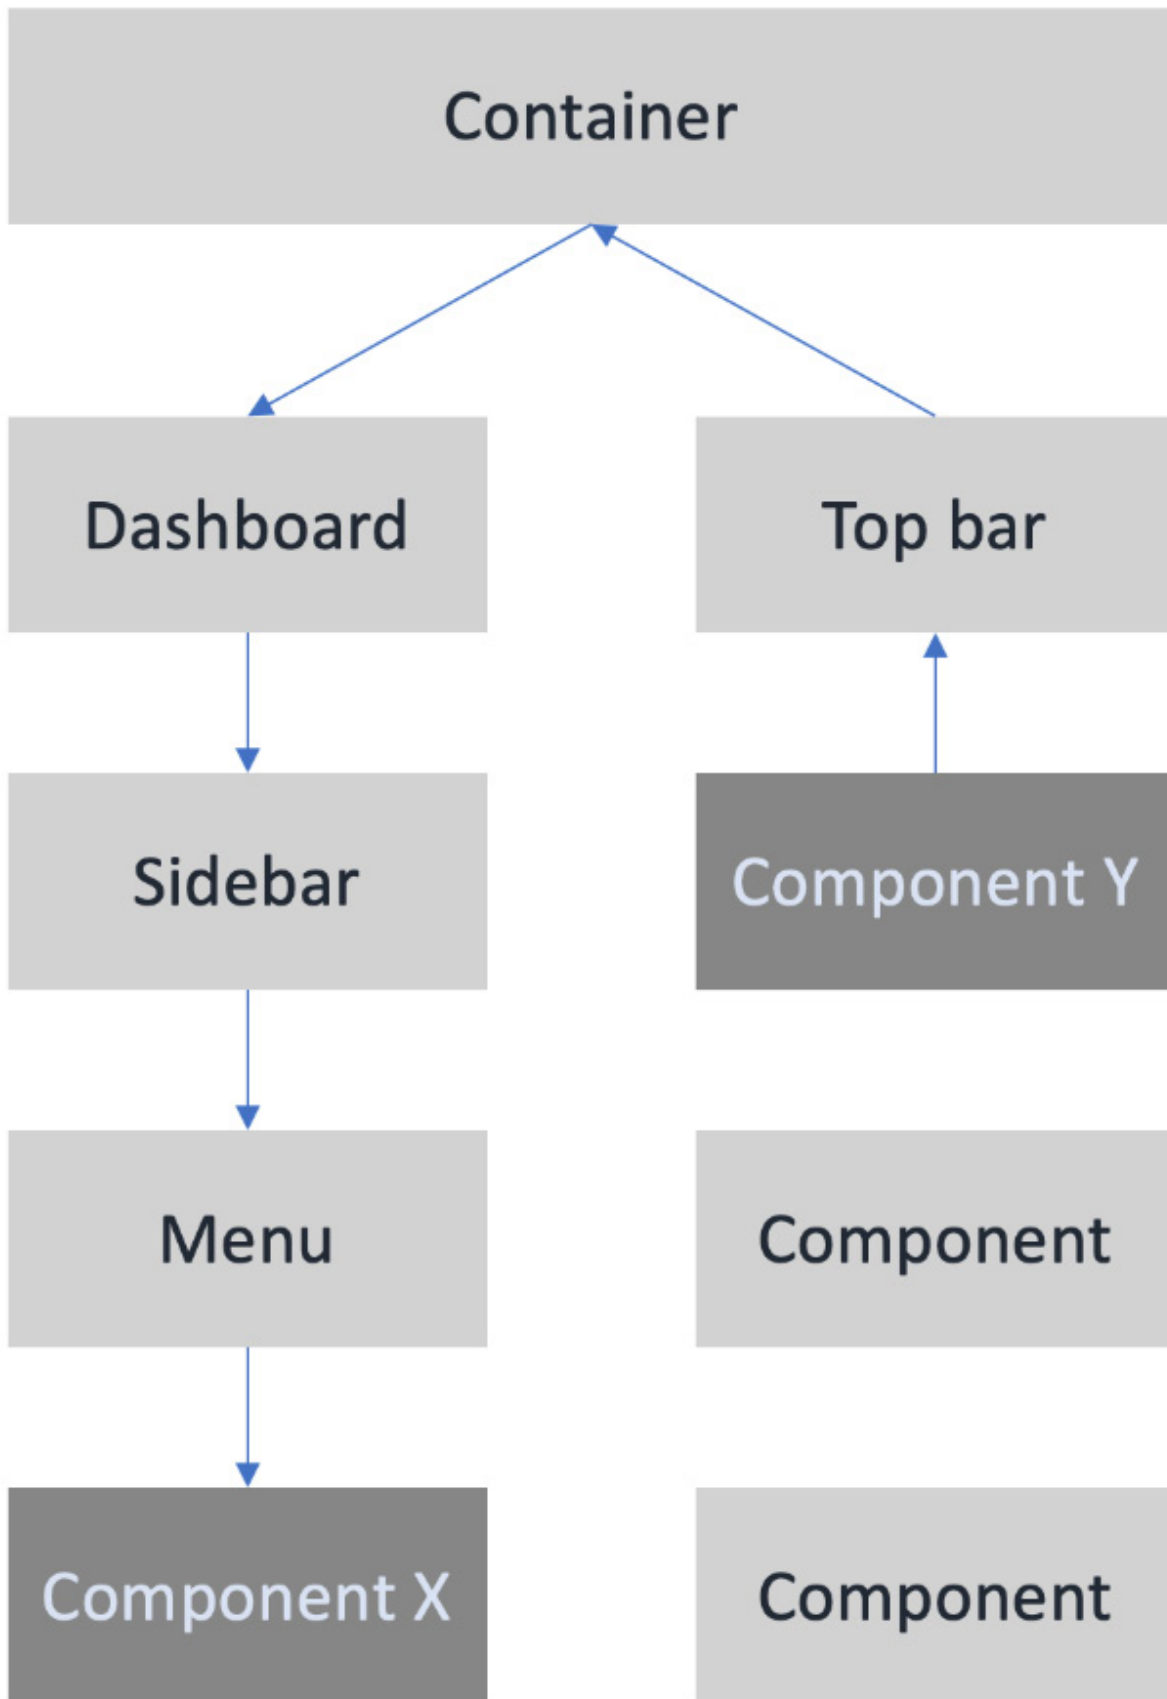 Container
Dashboard
Top bar
Sidebar
Component Y
Menu
Component
Component X
Component